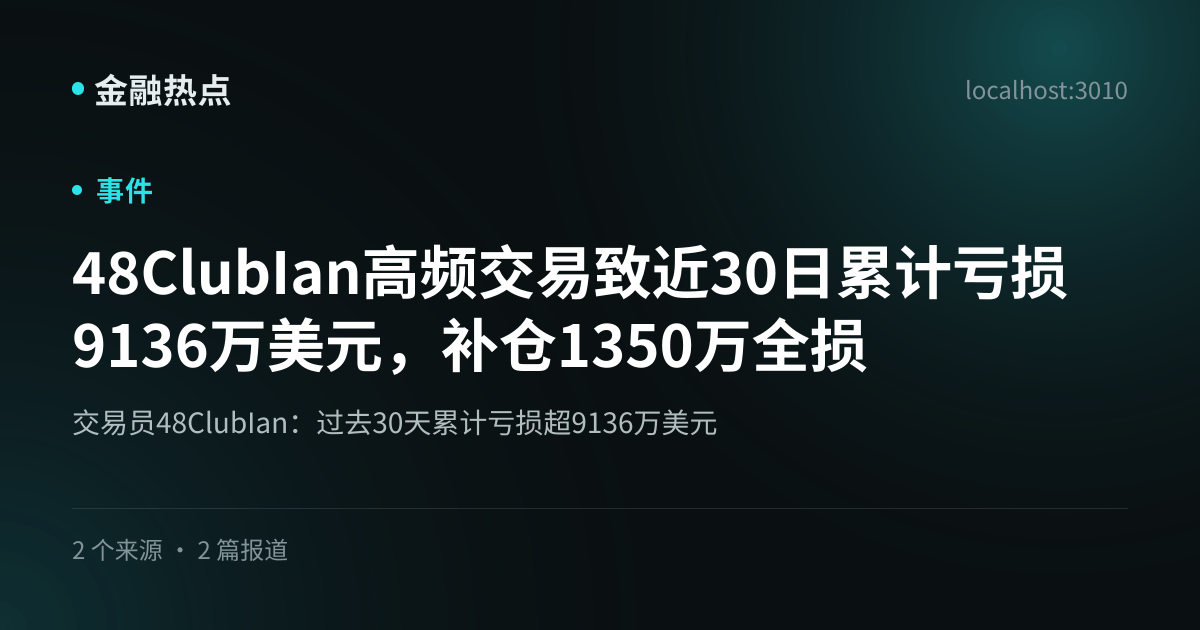 金融热点
localhost:3010
事件
48ClubIan高频交易致近30日累计亏损
9136万美元，补仓1350万全损
交易员48ClubIan：过去30天累计亏损超9136万美元
2 个来源 · 2 篇报道